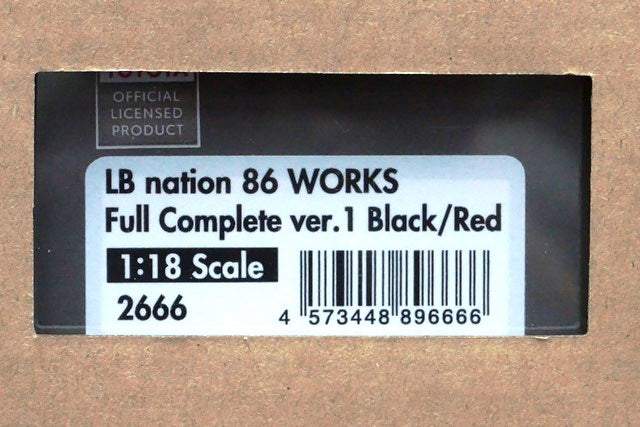 TOYOTA
OFFICIAL
LICENSED
PRODUCT
LB nation 86 WORKS
Full Complete ver.1 Black/Red
1:18 Scale
2666
4 573448 896666